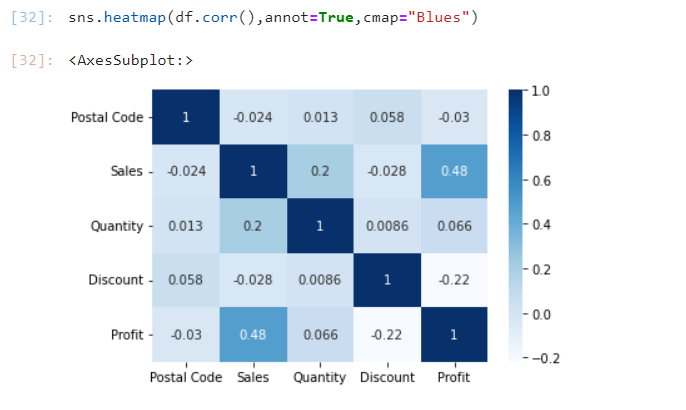 [32]: sns.heatmap(df.corr(),annot=True,cmap="Blues")
[32]: <AxesSubplot:>
Postal Code 1 -0.024 0.013 0.058 -0.03
Sales -0.024 1 0.2 -0.028 0.48
Quantity 0.013 0.2 1 0.0086 0.066
Discount 0.058 -0.028 0.0086 1 -0.22
Profit -0.03 0.48 0.066 -0.22 1
Postal Code Sales Quantity Discount Profit
1.0
0.8
0.6
0.4
0.2
0.0
−0.2